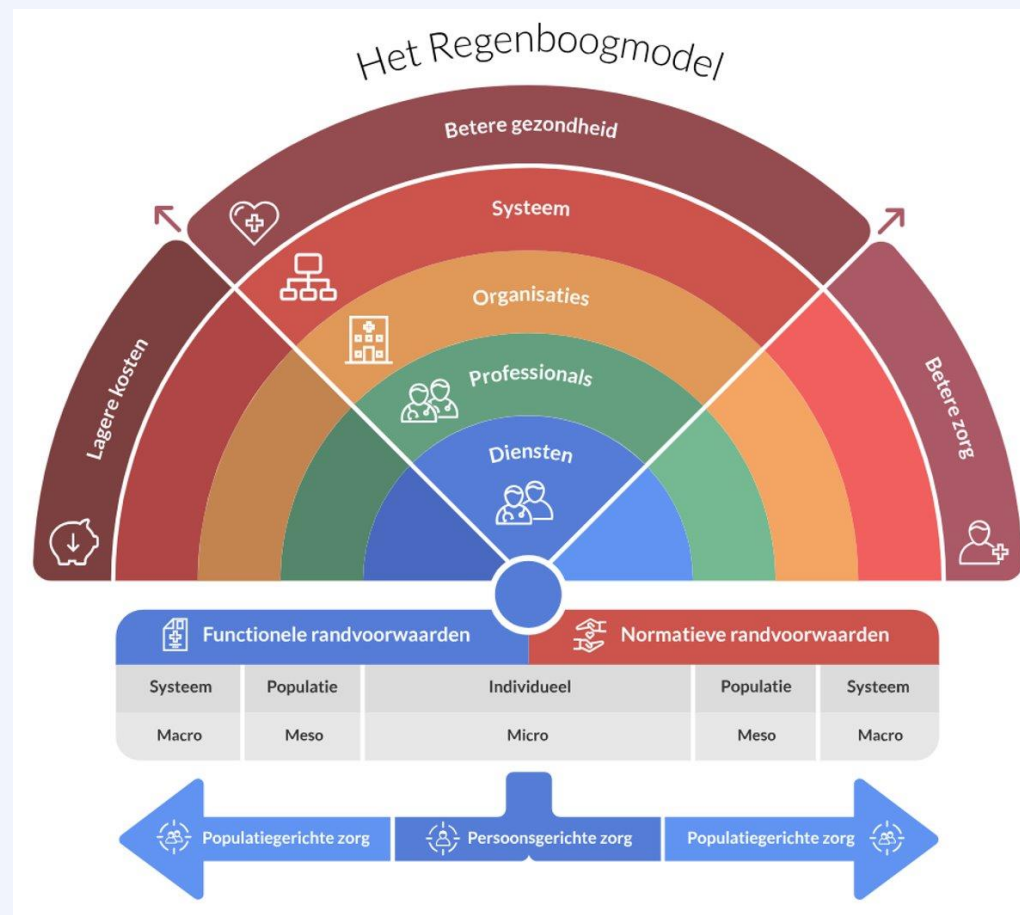 Het Regenboogmodel
Betere gezondheid
Systeem
Organisaties
Professionals
Diensten
Lagere kosten
Betere zorg
Functionele randvoorwaarden
Normatieve randvoorwaarden
Systeem
Populatie
Individueel
Populatie
Systeem
Macro
Meso
Micro
Meso
Macro
Populatiegerichte zorg
Persoonsgerichte zorg
Populatiegerichte zorg